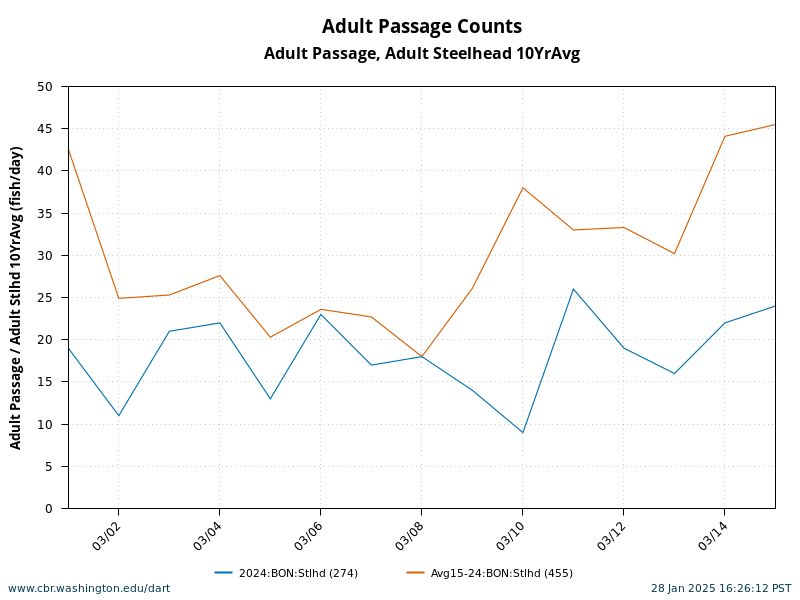 Adult Passage Counts
Adult Passage, Adult Steelhead 10YrAvg
Adult Passage / Adult Stlhd 10YrAvg (fish/day)
50
45
40
35
30
25
20
15
10
5
0
03/02 03/04 03/06 03/08 03/10 03/12 03/14
2024:BON:Stlhd (274) Avg15-24:BON:Stlhd (455)
www.cbr.washington.edu/dart 28 Jan 2025 16:26:12 PST